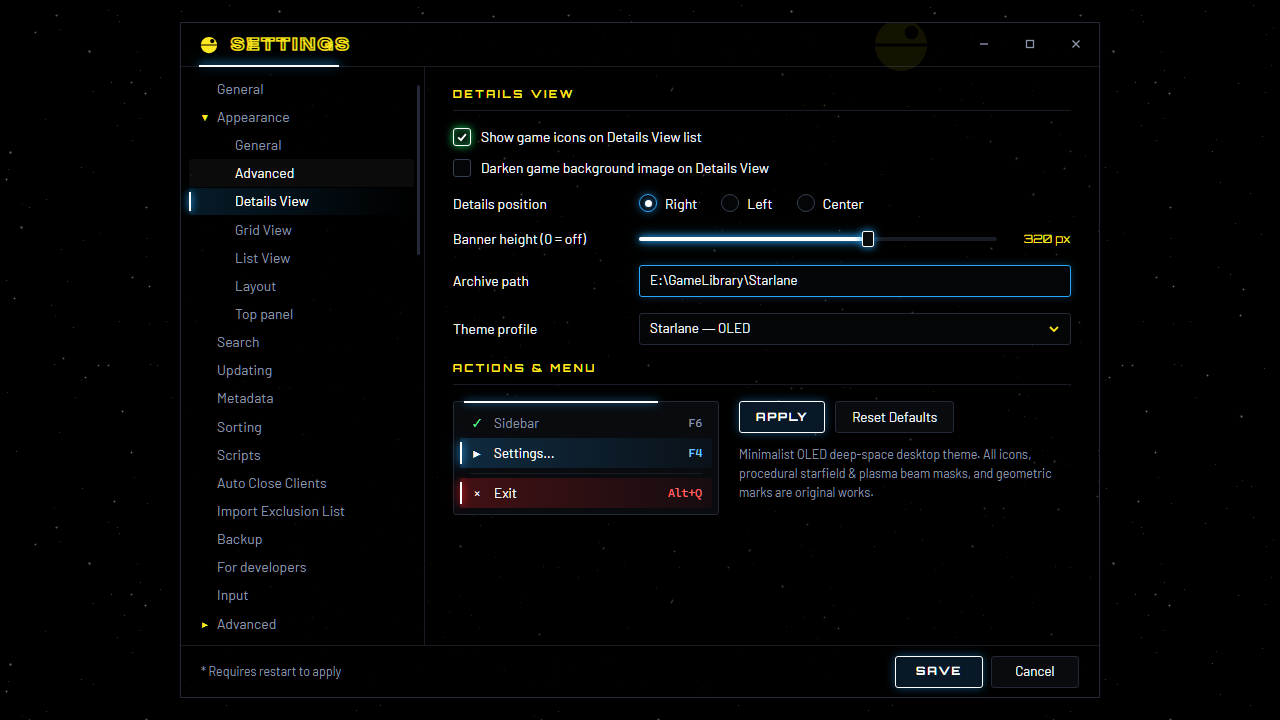 SETTINGS
General
Appearance
General
Advanced
Details View
Grid View
List View
Layout
Top panel
Search
Updating
Metadata
Sorting
Scripts
Auto Close Clients
Import Exclusion List
Backup
For developers
Input
Advanced
DETAILS VIEW
Show game icons on Details View list
Darken game background image on Details View
Details position Right Left Center
Banner height (0 = off) 320 px
Archive path E:\GameLibrary\Starlane
Theme profile Starlane — OLED
ACTIONS & MENU
✓ Sidebar F6
Settings... F4
× Exit Alt+Q
APPLY Reset Defaults
Minimalist OLED deep-space desktop theme. All icons,
procedural starfield & plasma beam masks, and geometric
marks are original works.
* Requires restart to apply
SAVE Cancel